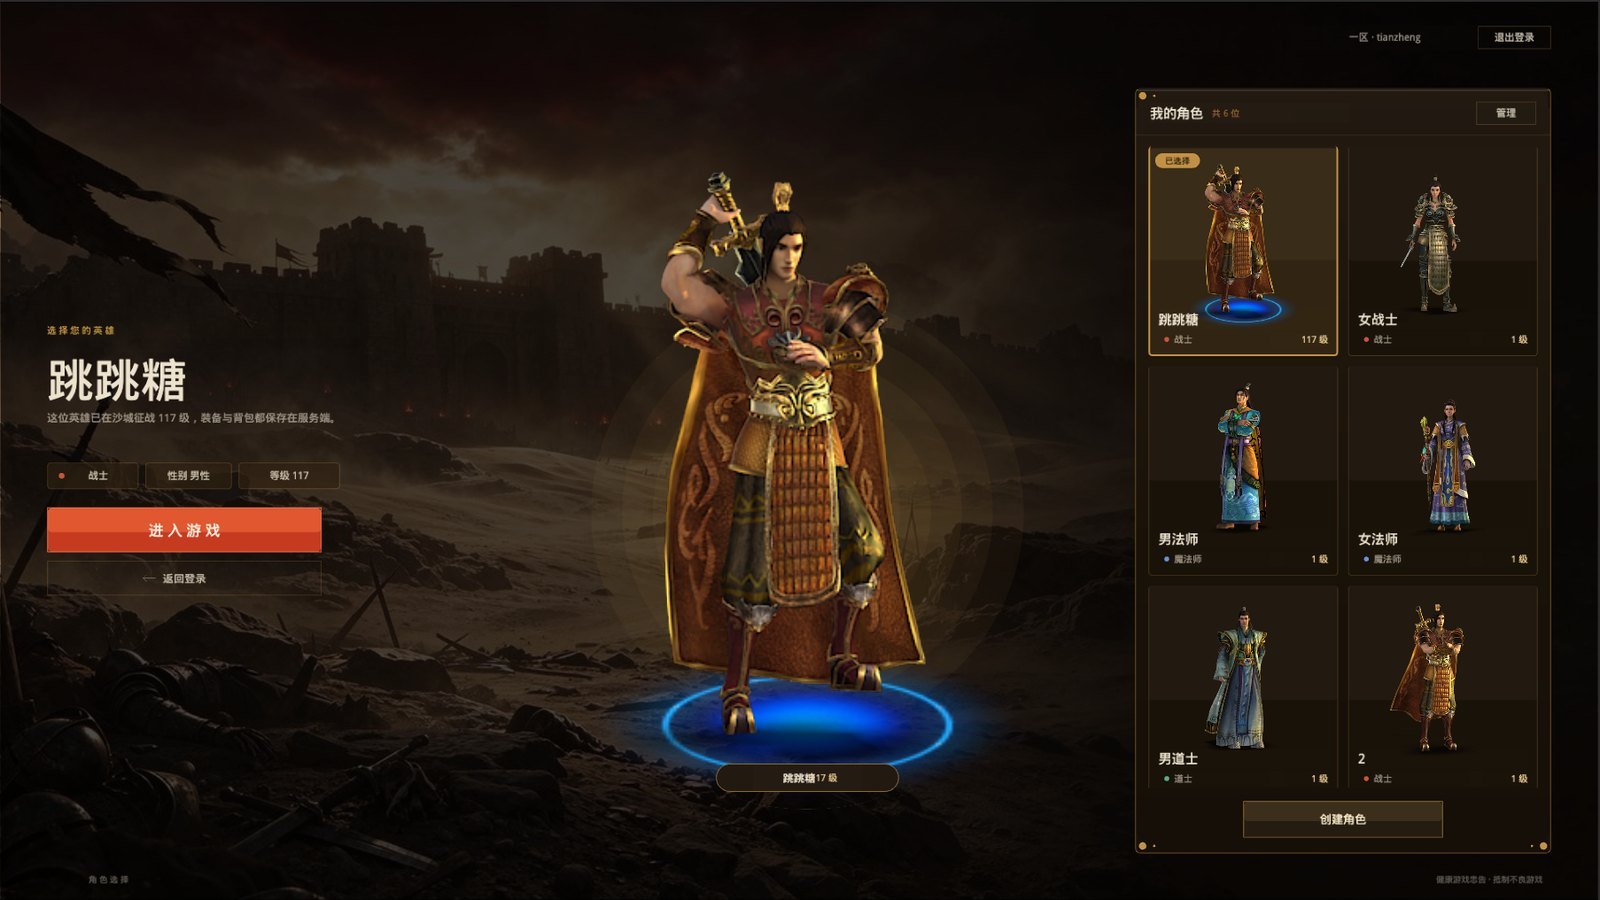 一区 · tianzheng
退出登录
选择您的英雄
跳跳糖
这位英雄已在沙城征战 117 级，装备与背包都保存在服务端。
战士
性别 男性
等级 117
进入游戏
← 返回登录
跳跳糖17 级
我的角色 共 6 位
管理
已选择
跳跳糖
战士 117 级
女战士
战士 1 级
男法师
魔法师 1 级
女法师
魔法师 1 级
男道士
道士 1 级
2
战士 1 级
创建角色
角色选择
健康游戏忠告 · 抵制不良游戏